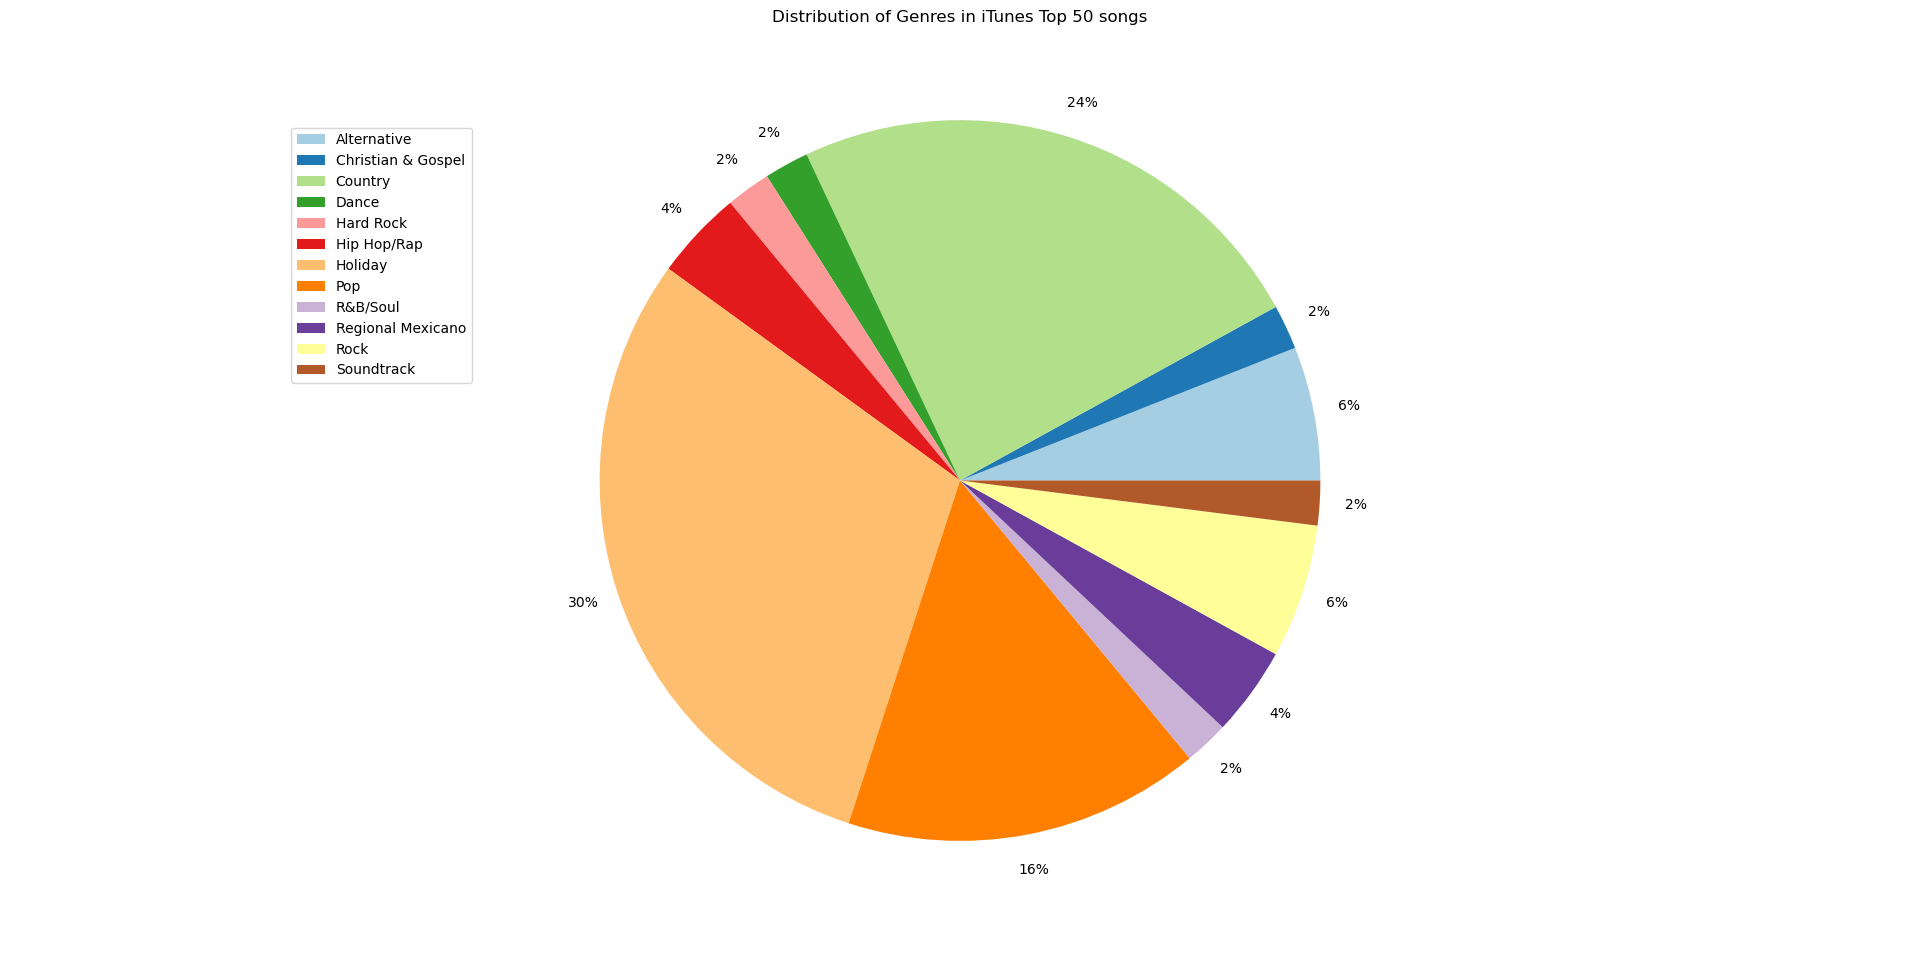 Distribution of Genres in iTunes Top 50 songs
Alternative
Christian & Gospel
Country
Dance
Hard Rock
Hip Hop/Rap
Holiday
Pop
R&B/Soul
Regional Mexicano
Rock
Soundtrack
24%
2%
2%
4%
2%
6%
2%
30%
6%
4%
2%
16%